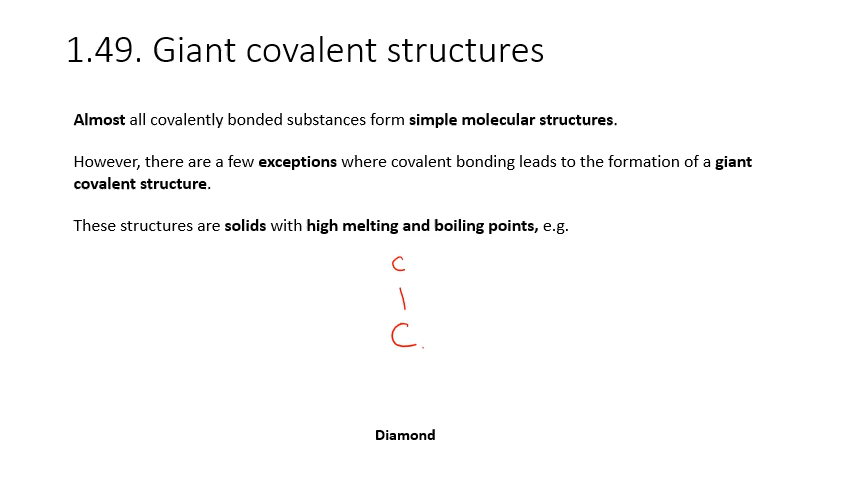 1.49. Giant covalent structures
Almost all covalently bonded substances form simple molecular structures.
However, there are a few exceptions where covalent bonding leads to the formation of a giant
covalent structure.
These structures are solids with high melting and boiling points, e.g.
C
C
Diamond